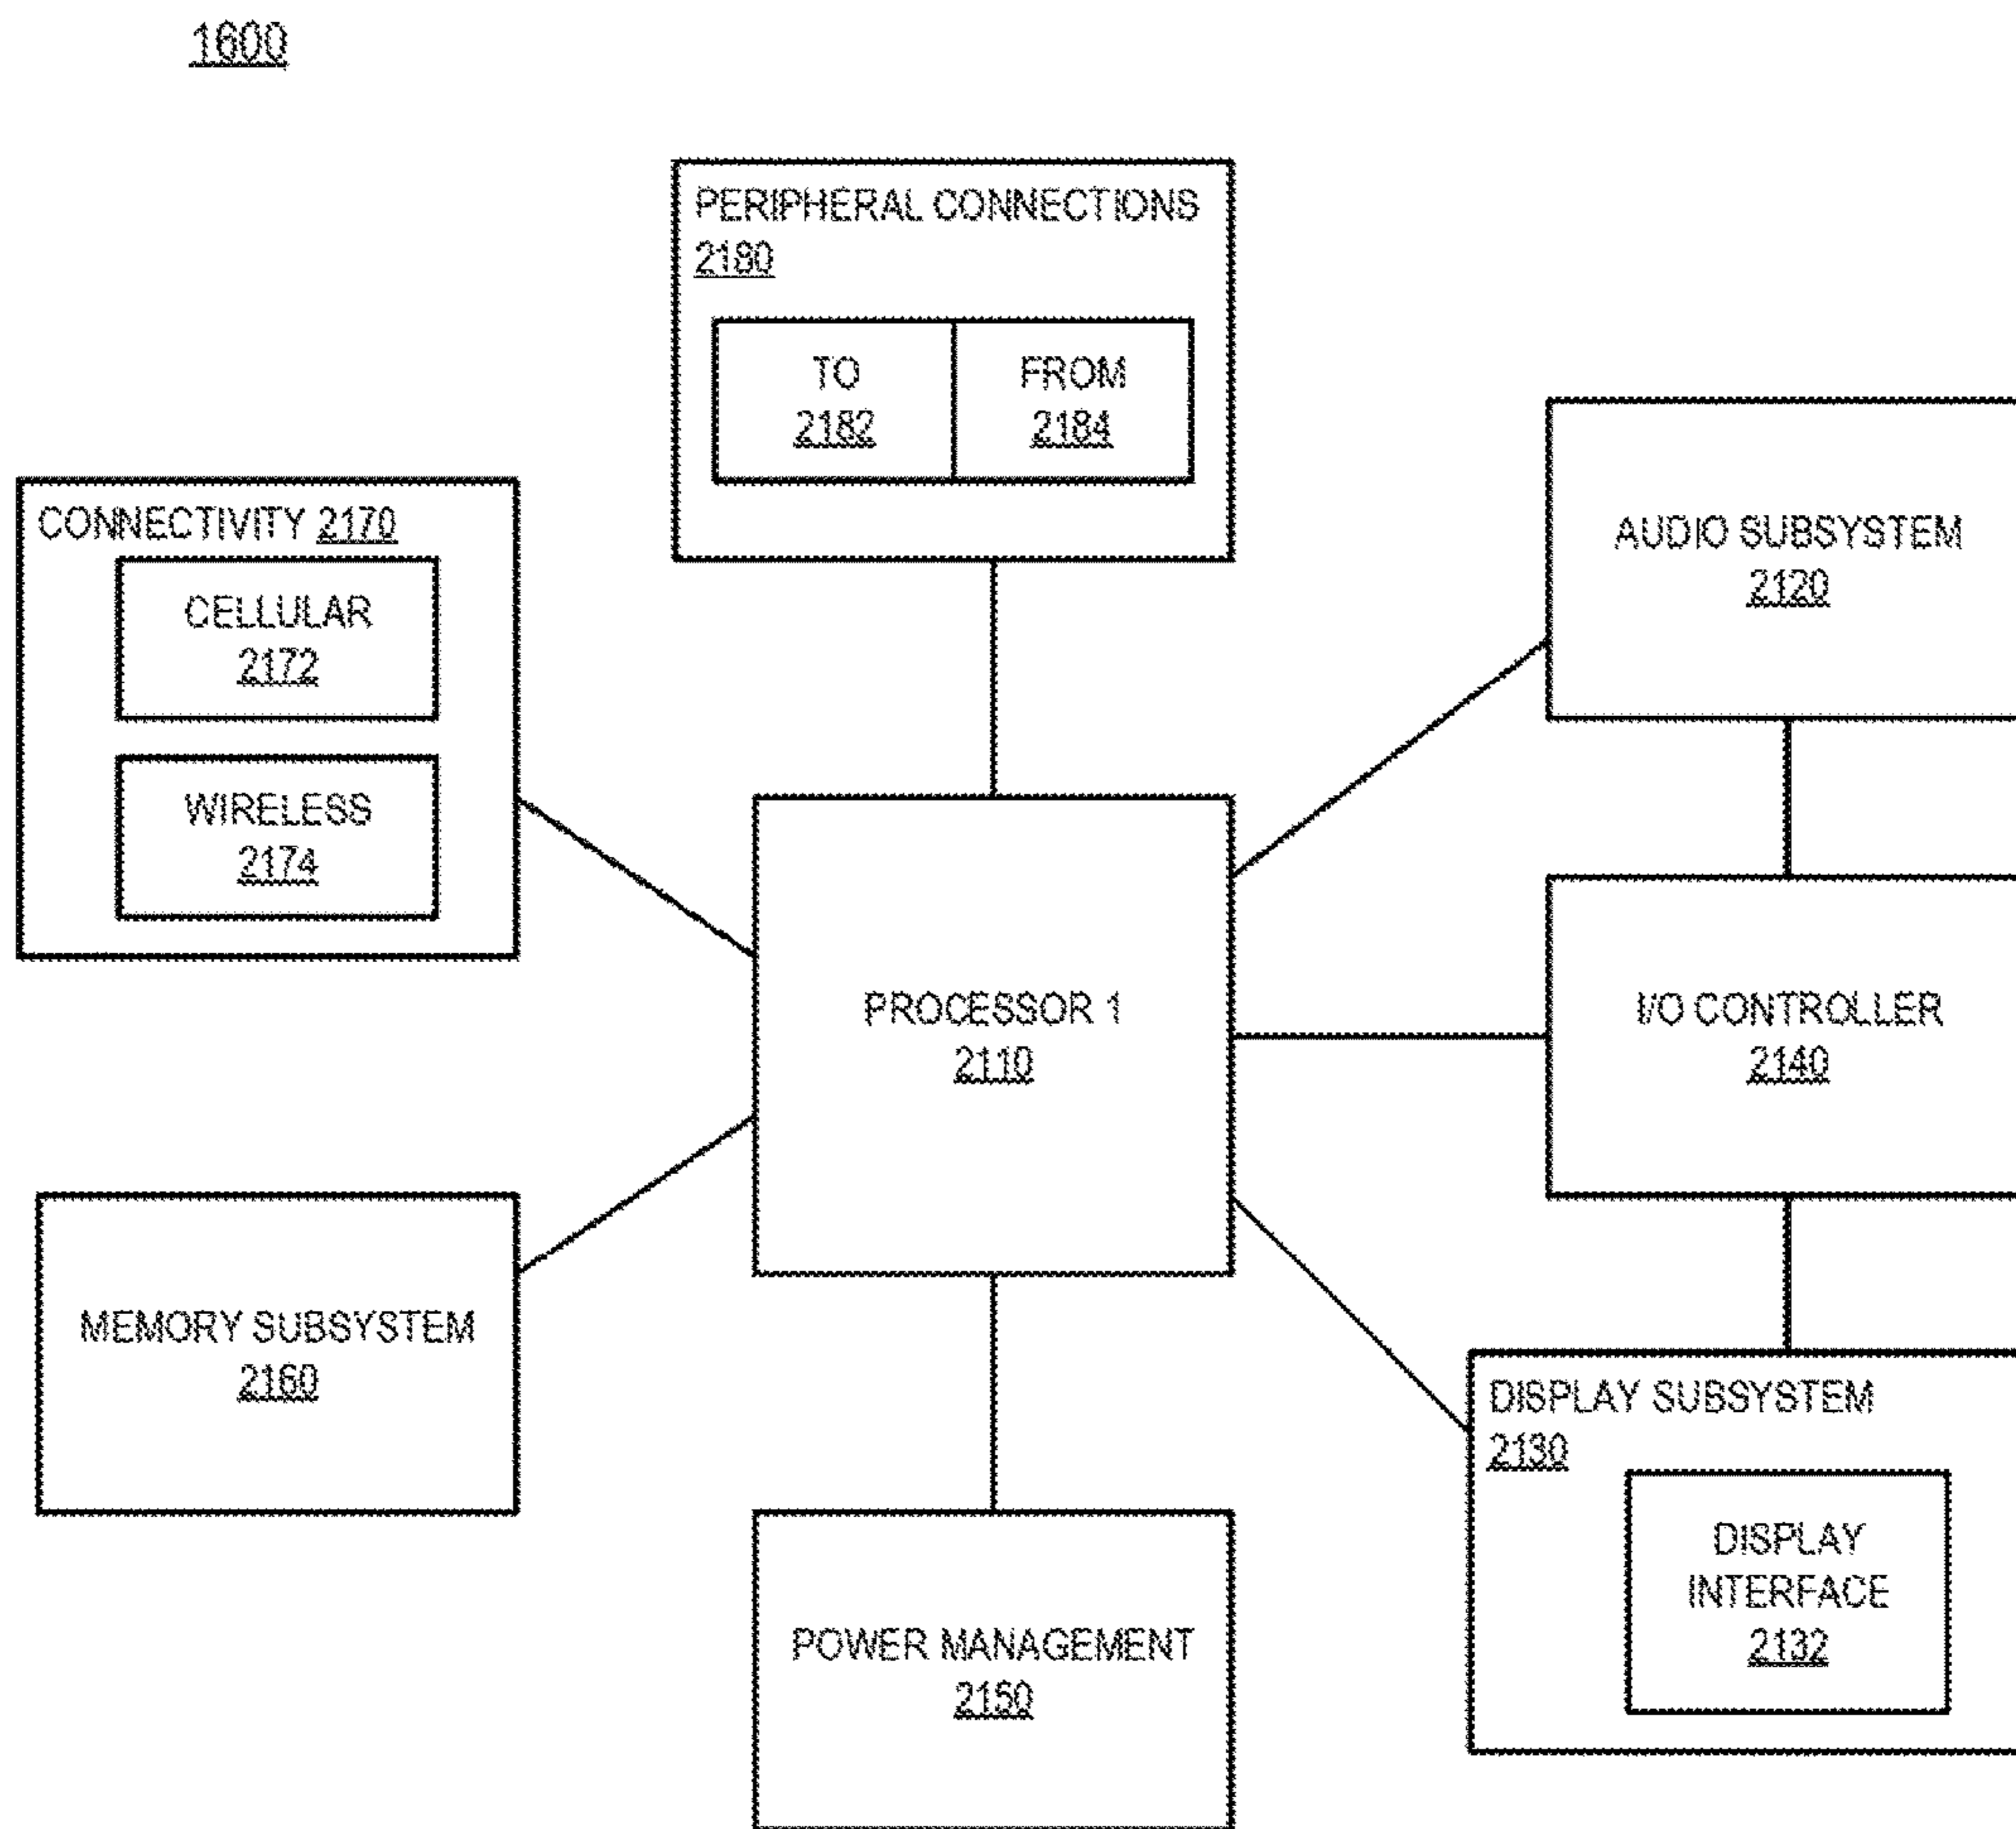 1600
PERIPHERAL CONNECTIONS
2180
TO
2182
FROM
2184
CONNECTIVITY 2170
CELLULAR
2172
WIRELESS
2174
AUDIO SUBSYSTEM
2120
PROCESSOR 1
2110
I/O CONTROLLER
2140
MEMORY SUBSYSTEM
2160
POWER MANAGEMENT
2150
DISPLAY SUBSYSTEM
2130
DISPLAY
INTERFACE
2132